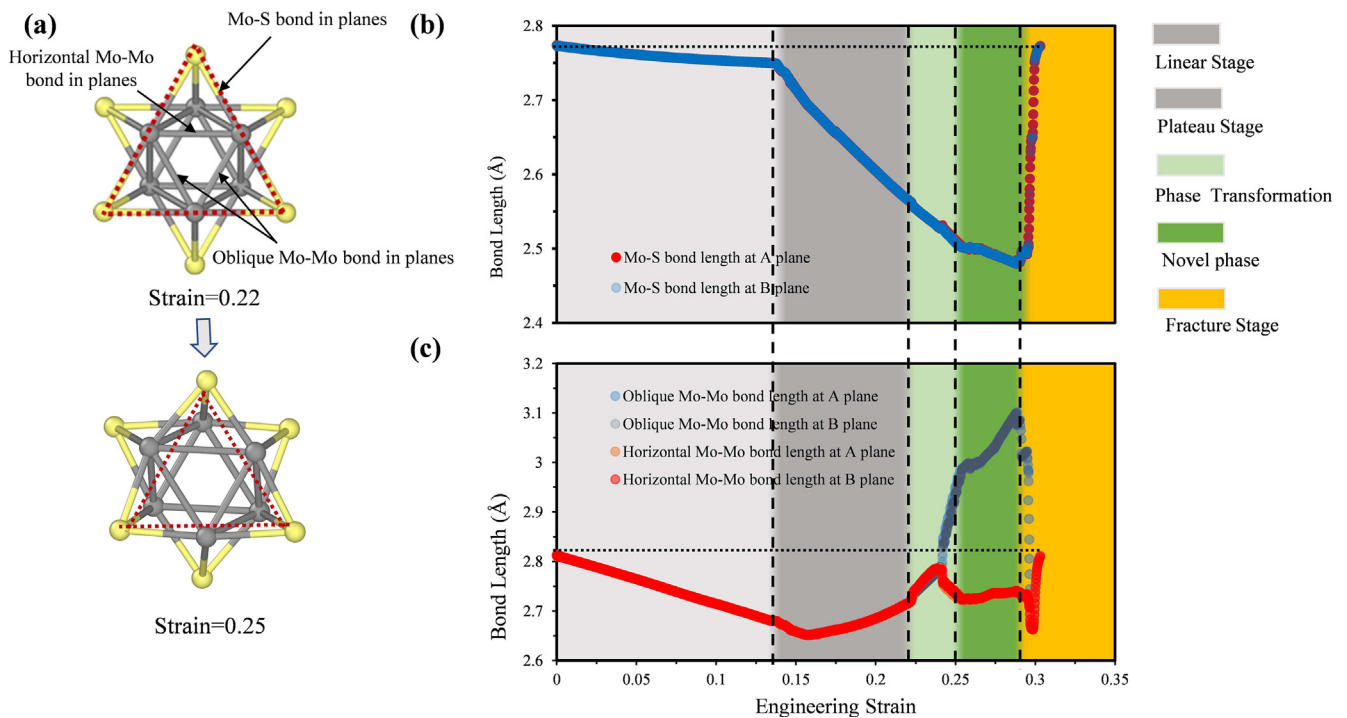 (a)
Mo-S bond in planes
Horizontal Mo-Mo
bond in planes
Oblique Mo-Mo bond in planes
Strain=0.22
Strain=0.25
(b)
2.8
2.7
2.6
2.5
2.4
Bond Length (Å)
Mo-S bond length at A plane
Mo-S bond length at B plane
Linear Stage
Plateau Stage
Phase Transformation
Novel phase
Fracture Stage
(c)
3.2
3.1
3
2.9
2.8
2.7
2.6
Bond Length (Å)
Oblique Mo-Mo bond length at A plane
Oblique Mo-Mo bond length at B plane
Horizontal Mo-Mo bond length at A plane
Horizontal Mo-Mo bond length at B plane
0 0.05 0.1 0.15 0.2 0.25 0.3 0.35
Engineering Strain